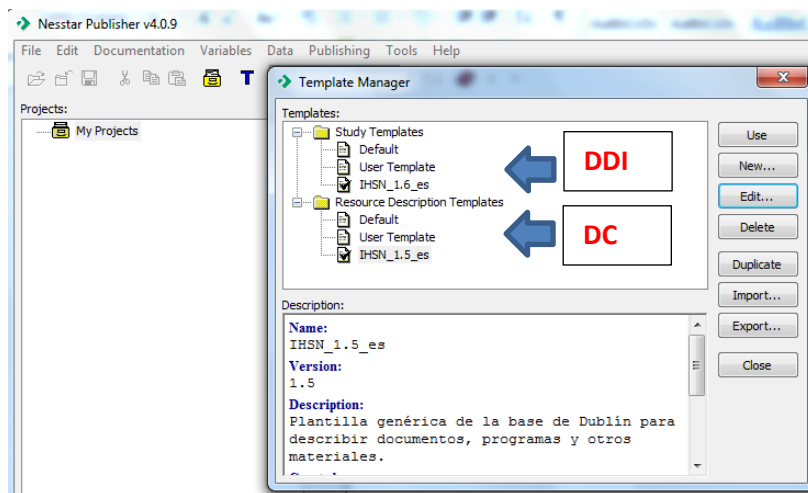 Nesstar Publisher v4.0.9
File Edit Documentation Variables Data Publishing Tools Help
T
Projects:
My Projects
Template Manager
X
Templates:
Study Templates
Default
User Template
IHSN_1.6_es
Resource Description Templates
Default
User Template
IHSN_1.5_es
DDI
DC
Use
New...
Edit...
Delete
Duplicate
Import...
Export...
Close
Description:
Name:
IHSN_1.5_es
Version:
1.5
Description:
Plantilla genérica de la base de Dublín para
describir documentos, programas y otros
materiales.